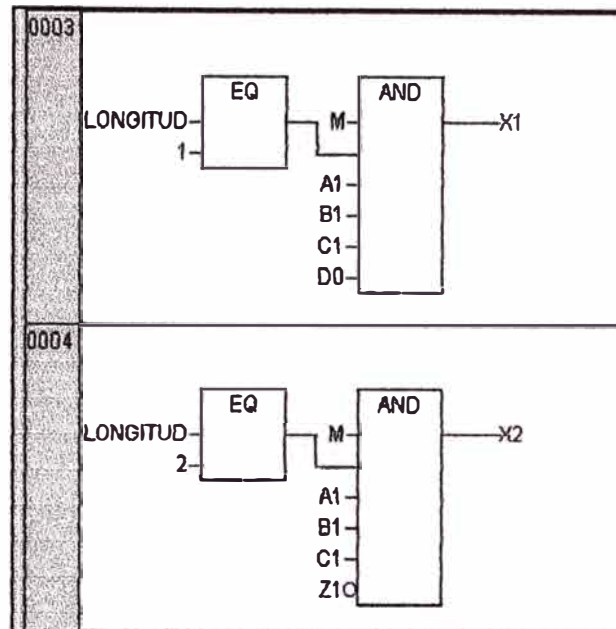 0003
EQ AND
LONGITUD M X1
1
A1
B1
C1
D0
0004
EQ AND
LONGITUD M X2
2
A1
B1
C1
Z1